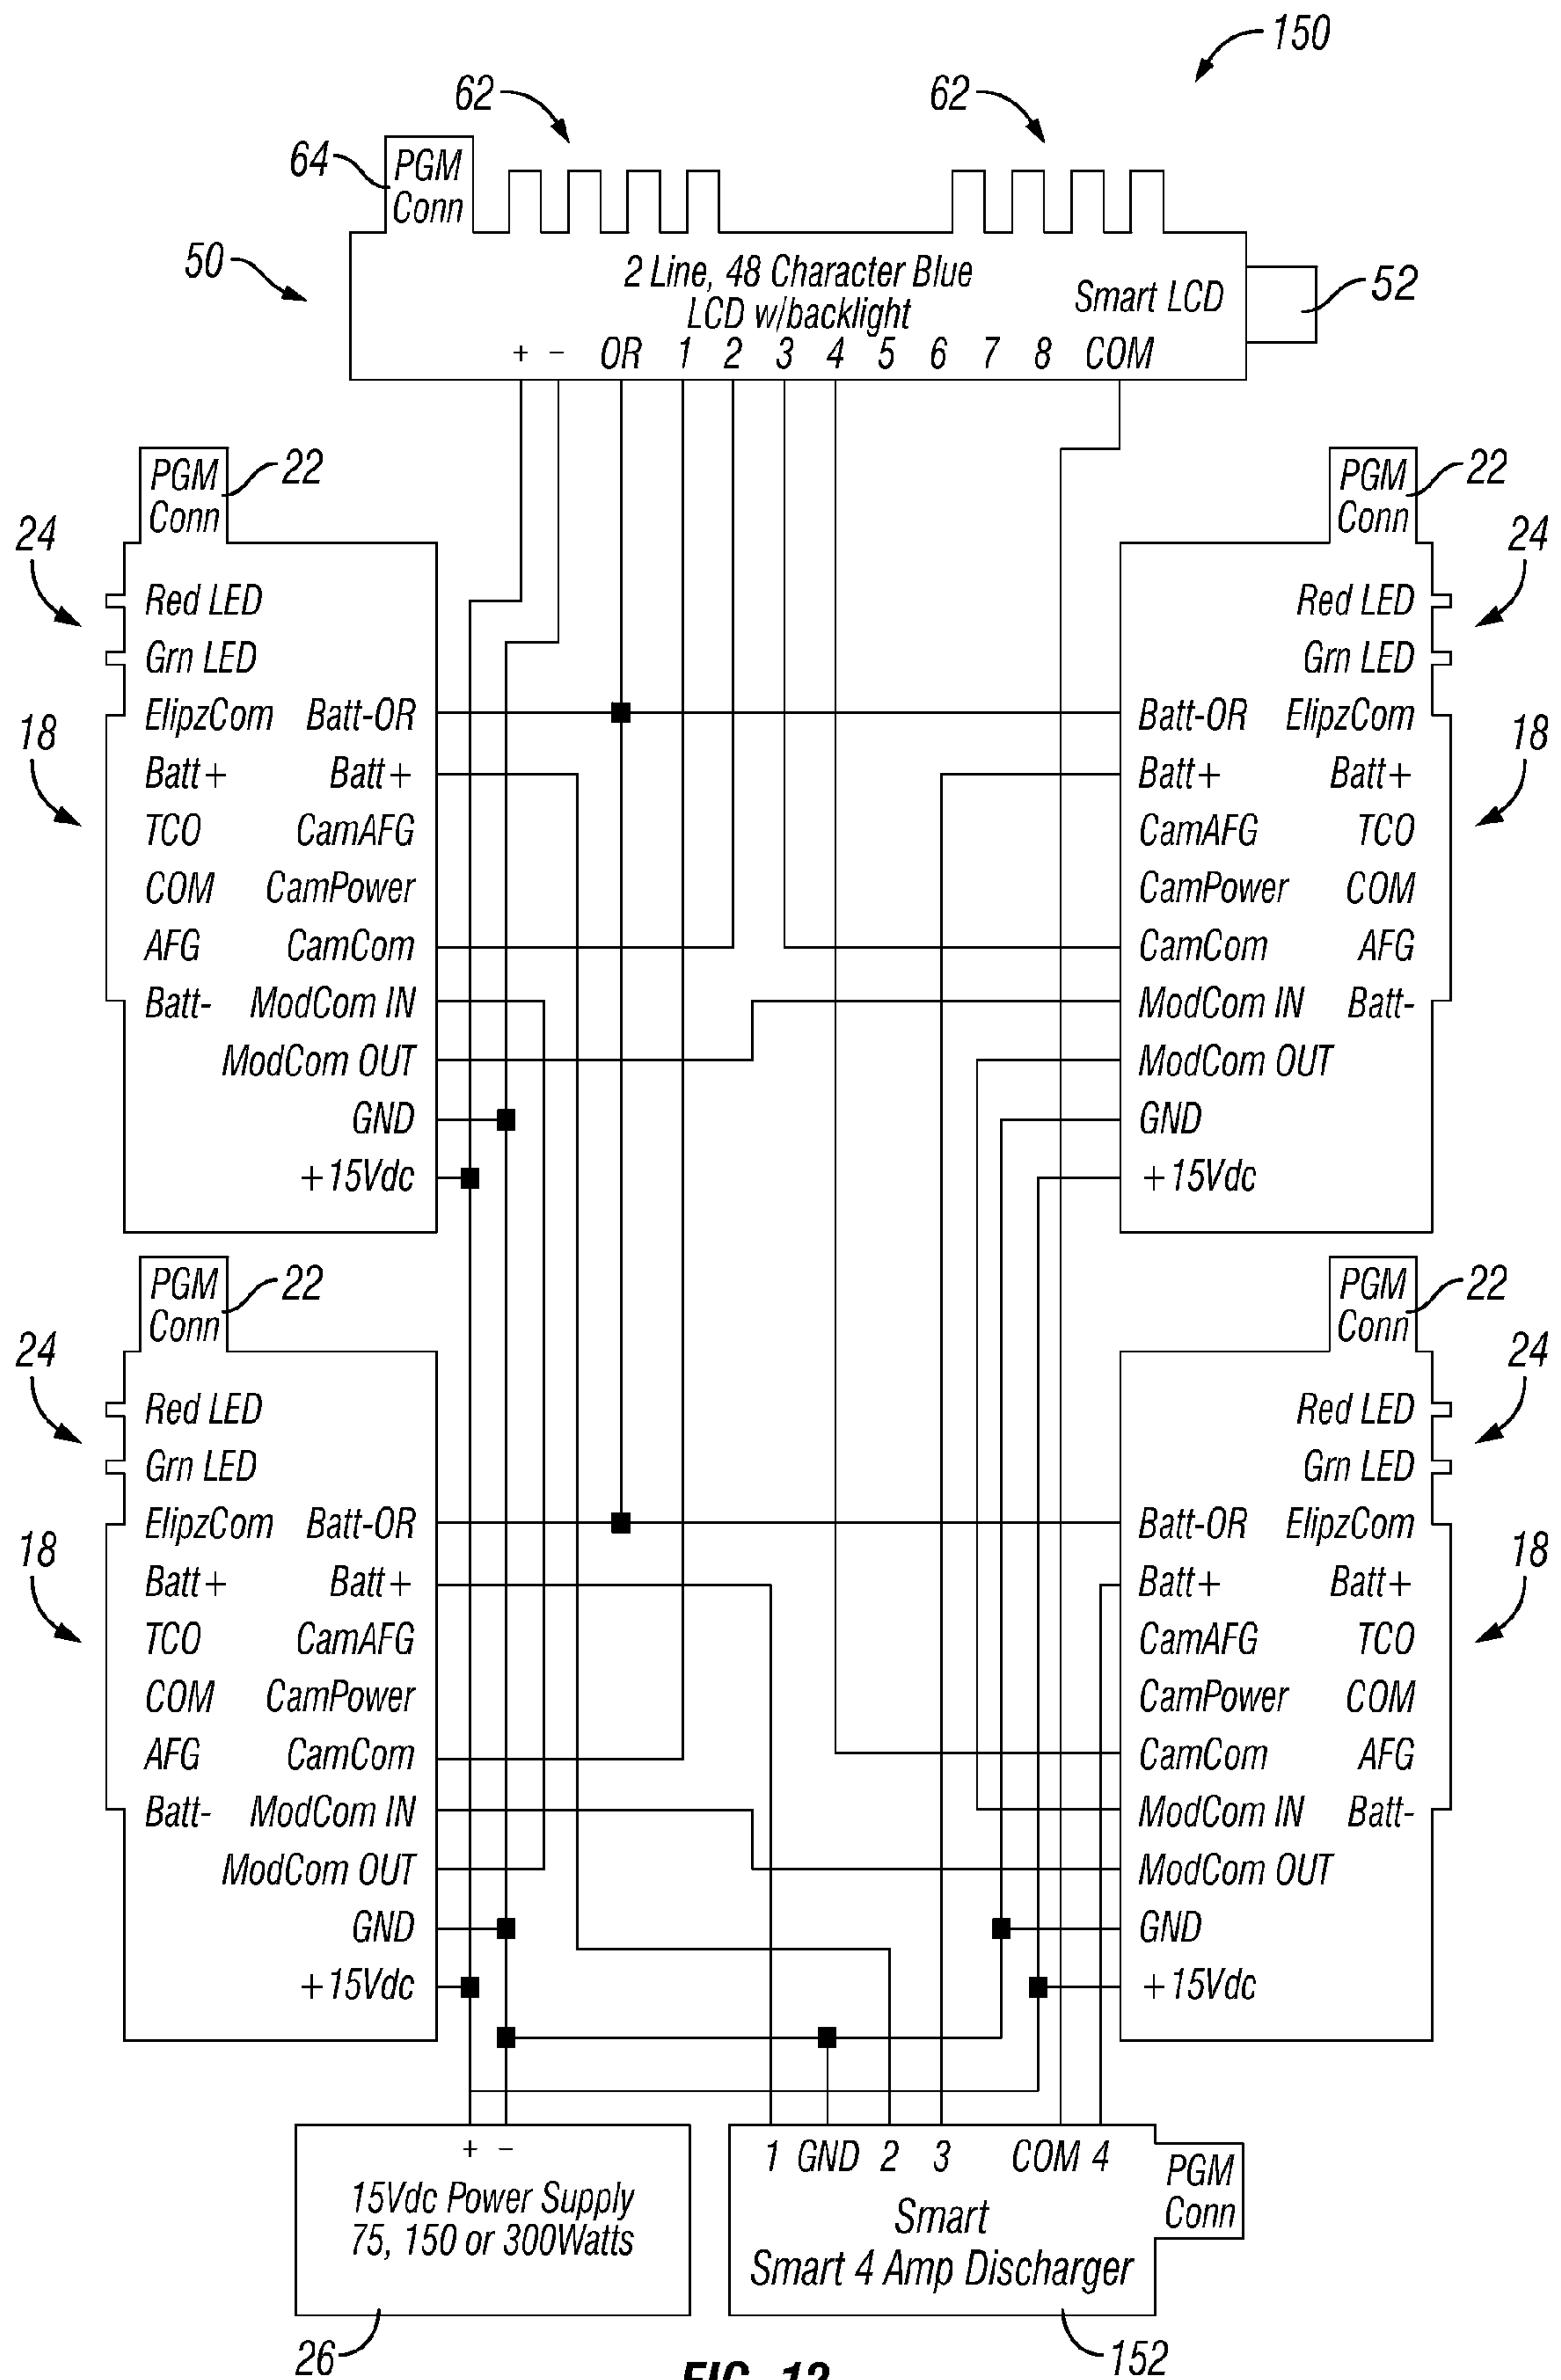 150
62
62
64
PGM
Conn
50
2 Line, 48 Character Blue
LCD w/backlight
Smart LCD
52
+ − OR 1 2 3 4 5 6 7 8 COM
PGM
Conn
22
24
18
Red LED
Grn LED
ElipzCom Batt-OR
Batt+ Batt+
TCO CamAFG
COM CamPower
AFG CamCom
Batt- ModCom IN
ModCom OUT
GND
+15Vdc
PGM
Conn
22
24
18
Red LED
Grn LED
Batt-OR ElipzCom
Batt+ Batt+
CamAFG TCO
CamPower COM
CamCom AFG
ModCom IN Batt-
ModCom OUT
GND
+15Vdc
PGM
Conn
22
24
18
Red LED
Grn LED
ElipzCom Batt-OR
Batt+ Batt+
TCO CamAFG
COM CamPower
AFG CamCom
Batt- ModCom IN
ModCom OUT
GND
+15Vdc
PGM
Conn
22
24
18
Red LED
Grn LED
Batt-OR ElipzCom
Batt+ Batt+
CamAFG TCO
CamPower COM
CamCom AFG
ModCom IN Batt-
ModCom OUT
GND
+15Vdc
+ −
15Vdc Power Supply
75, 150 or 300Watts
26
1 GND 2 3 COM 4
Smart
Smart 4 Amp Discharger
PGM
Conn
152